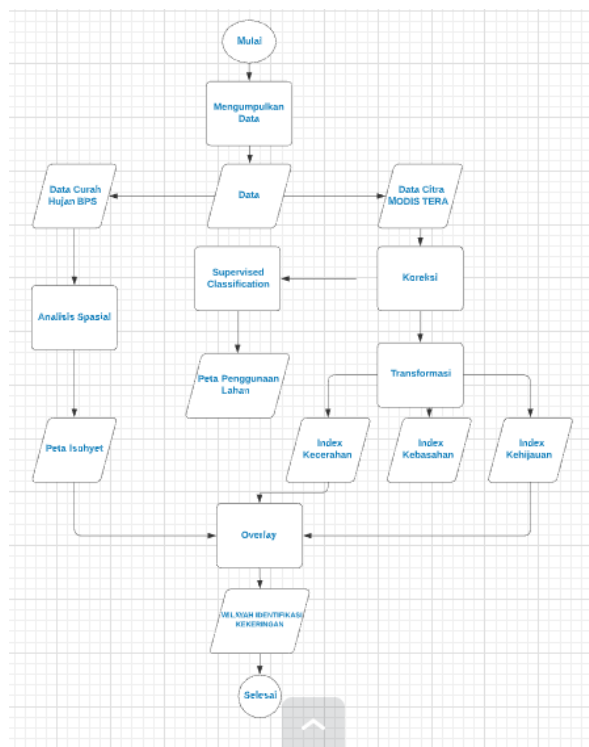 Mulai
Mengumpulkan
Data
Data Curah
Hujan BPS
Data
Data Citra
MODIS TERA
Supervised
Classification
Koreksi
Analisis Spasial
Transformasi
Peta Penggunaan
Lahan
Peta Isohyet
Index
Kecerahan
Index
Kebasahan
Index
Kehijauan
Overlay
WILAYAH IDENTIFIKASI
KEKERINGAN
Selesai